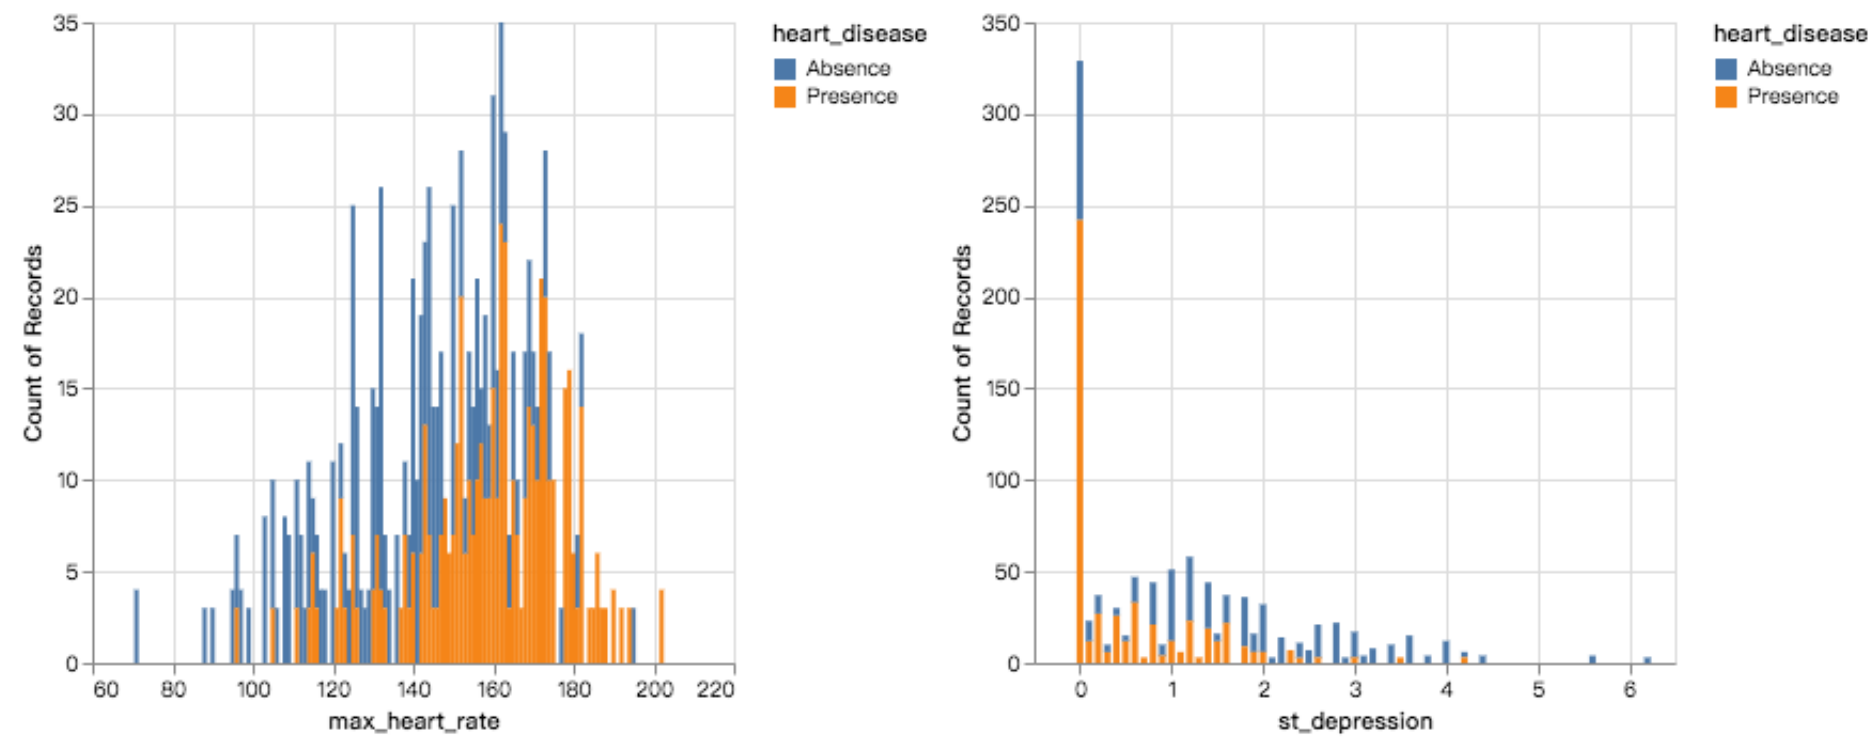 35
30
25
20
15
10
5
0
Count of Records
60 80 100 120 140 160 180 200 220
max_heart_rate
heart_disease
Absence
Presence
350
300
250
200
150
100
50
0
Count of Records
0 1 2 3 4 5 6
st_depression
heart_disease
Absence
Presence